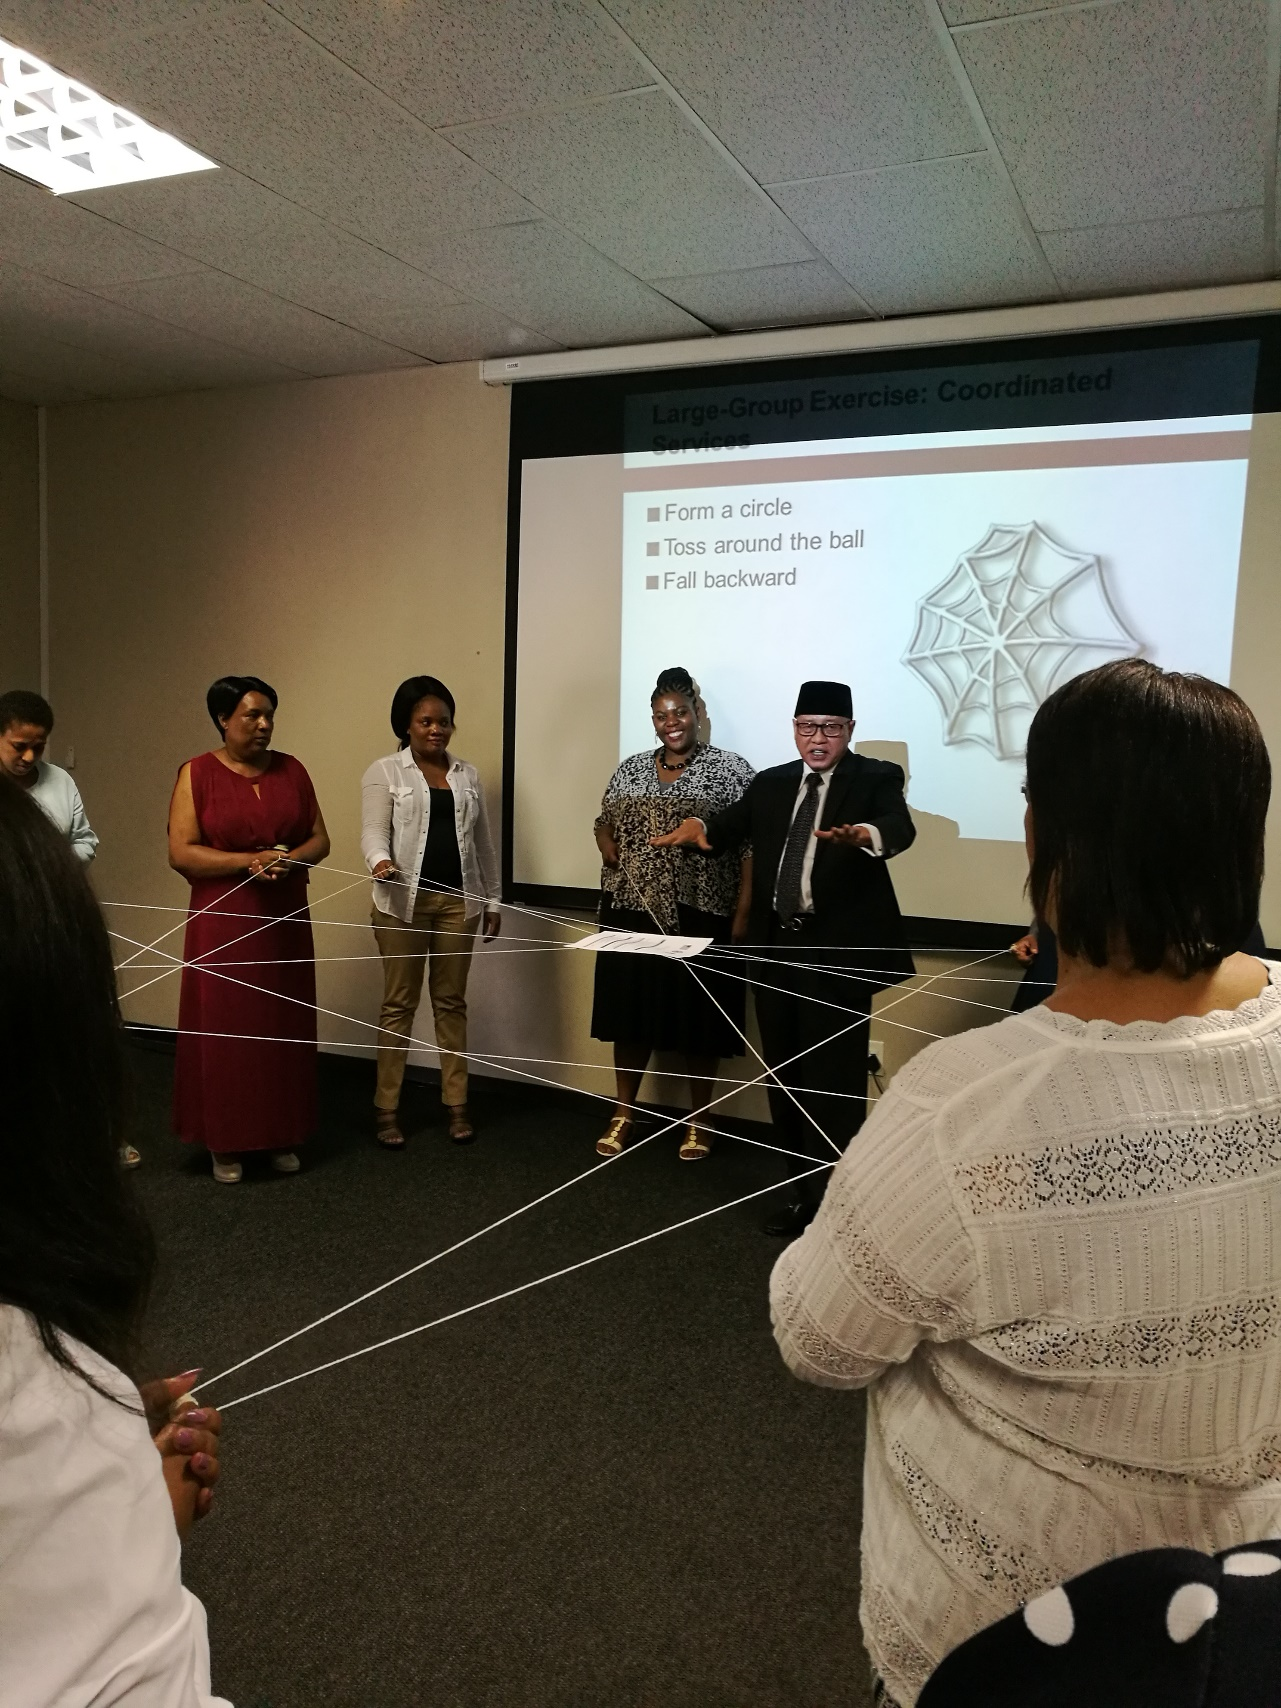 Large-Group Exercise: Coordinated
Services
Form a circle
Toss around the ball
Fall backward